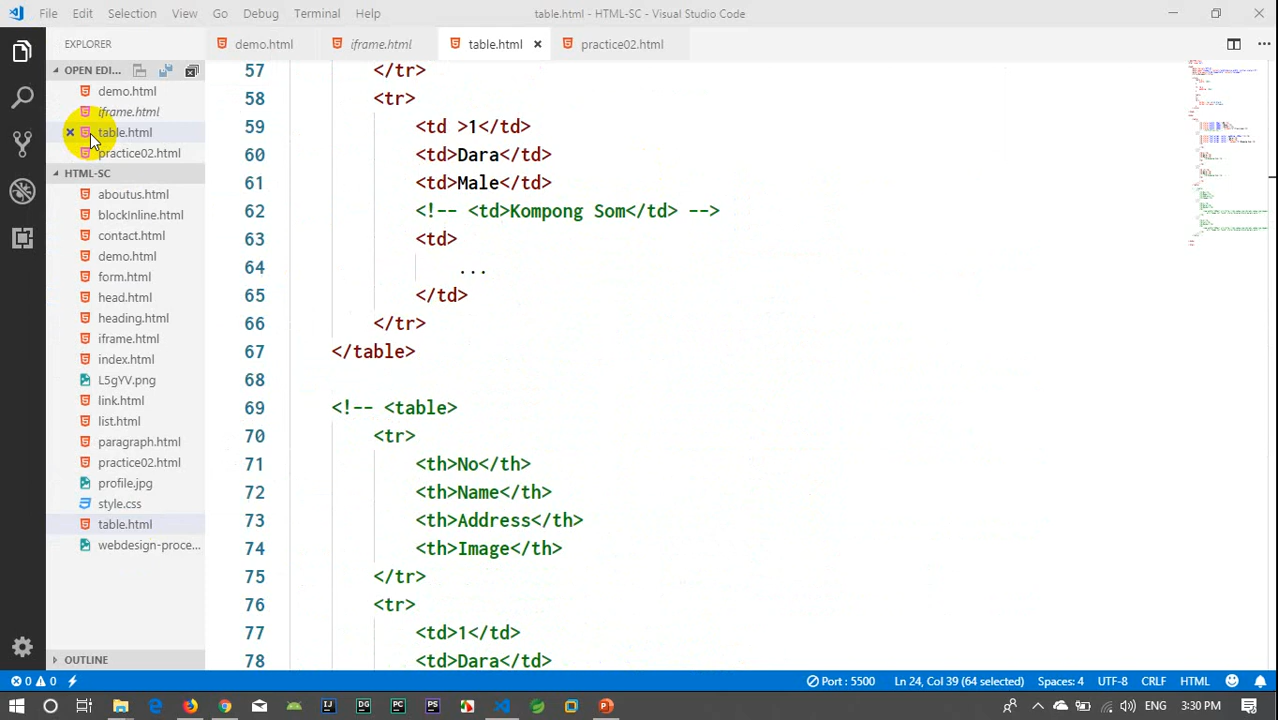 File Edit Selection View Go Debug Terminal Help table.html - HTML-SC - Visual Studio Code
EXPLORER
OPEN EDI...
demo.html
iframe.html
table.html
practice02.html
HTML-SC
aboutus.html
blockInline.html
contact.html
demo.html
form.html
head.html
heading.html
iframe.html
index.html
L5gYV.png
link.html
list.html
paragraph.html
practice02.html
profile.jpg
style.css
table.html
webdesign-proce...
OUTLINE
demo.html iframe.html table.html practice02.html
57 </tr>
58 <tr>
59 <td >1</td>
60 <td>Dara</td>
61 <td>Male</td>
62 <!-- <td>Kompong Som</td> -->
63 <td>
64 ...
65 </td>
66 </tr>
67 </table>
68
69 <!-- <table>
70 <tr>
71 <th>No</th>
72 <th>Name</th>
73 <th>Address</th>
74 <th>Image</th>
75 </tr>
76 <tr>
77 <td>1</td>
78 <td>Dara</td>
0 0 Port : 5500 Ln 24, Col 39 (64 selected) Spaces: 4 UTF-8 CRLF HTML
IJ DG PC PS ENG 3:30 PM